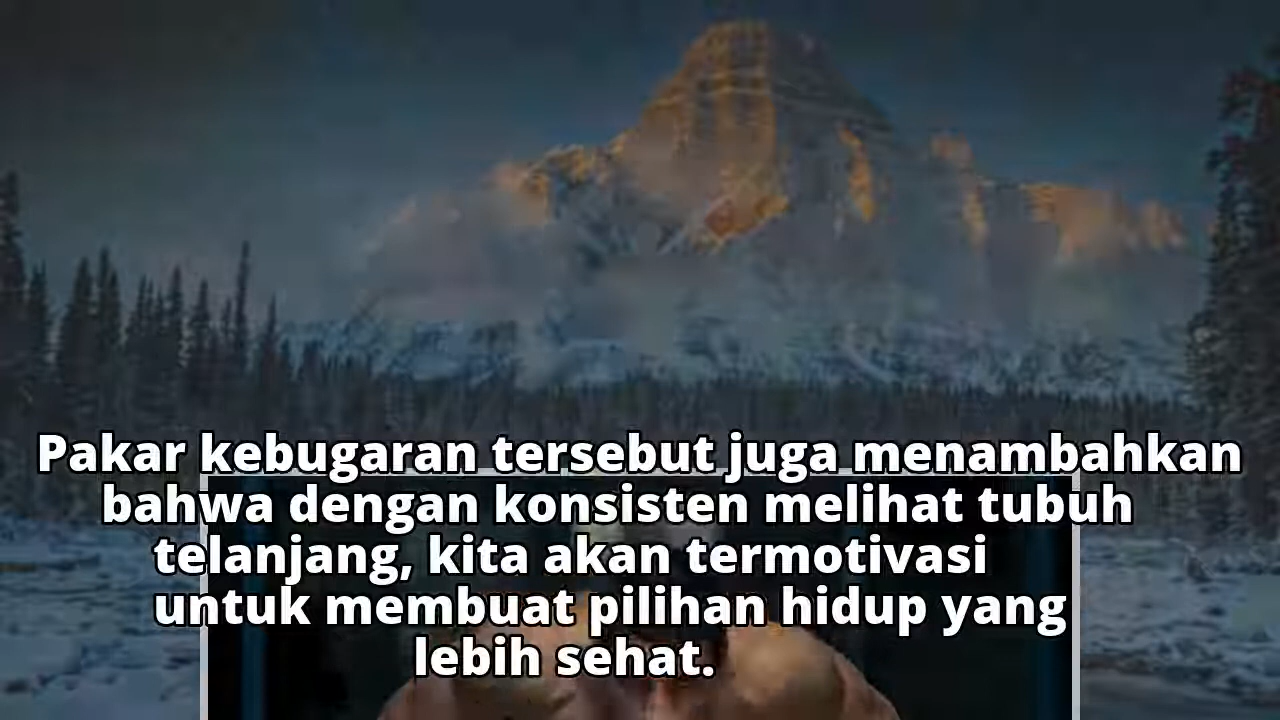 Pakar kebugaran tersebut juga menambahkan
bahwa dengan konsisten melihat tubuh
telanjang, kita akan termotivasi
untuk membuat pilihan hidup yang
lebih sehat.